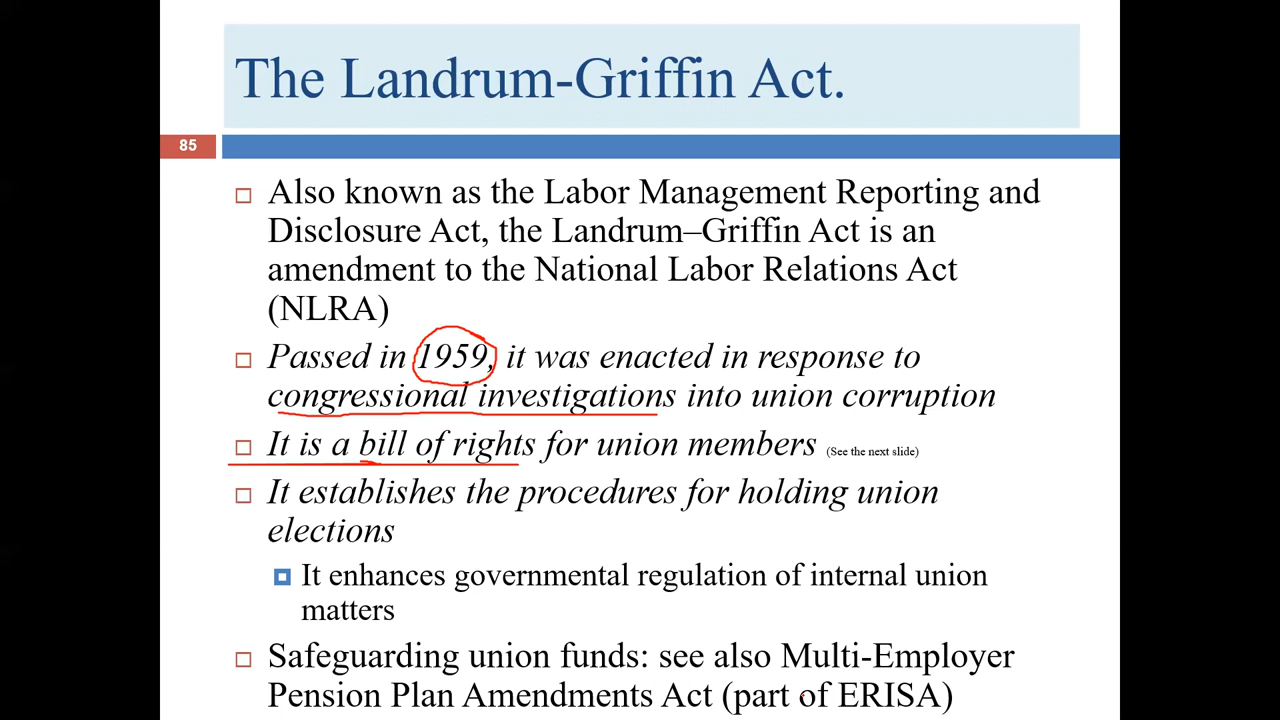 The Landrum-Griffin Act.
85
Also known as the Labor Management Reporting and
Disclosure Act, the Landrum–Griffin Act is an
amendment to the National Labor Relations Act
(NLRA)
Passed in 1959, it was enacted in response to
congressional investigations into union corruption
It is a bill of rights for union members (See the next slide)
It establishes the procedures for holding union
elections
It enhances governmental regulation of internal union
matters
Safeguarding union funds: see also Multi-Employer
Pension Plan Amendments Act (part of ERISA)